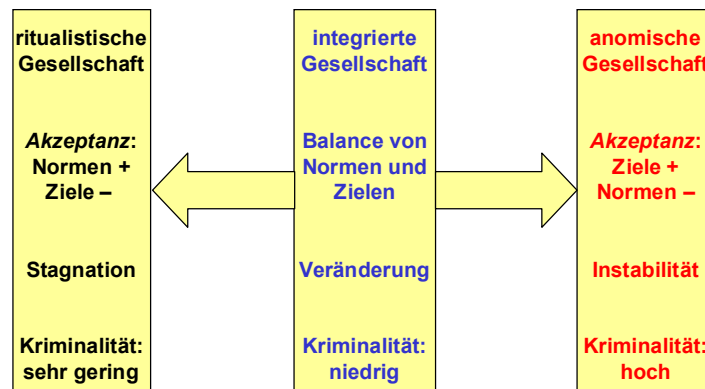 ritualistische
Gesellschaft
Akzeptanz:
Normen +
Ziele –
Stagnation
Kriminalität:
sehr gering
integrierte
Gesellschaft
Balance von
Normen und
Zielen
Veränderung
Kriminalität:
niedrig
anomische
Gesellschaft
Akzeptanz:
Ziele +
Normen –
Instabilität
Kriminalität:
hoch